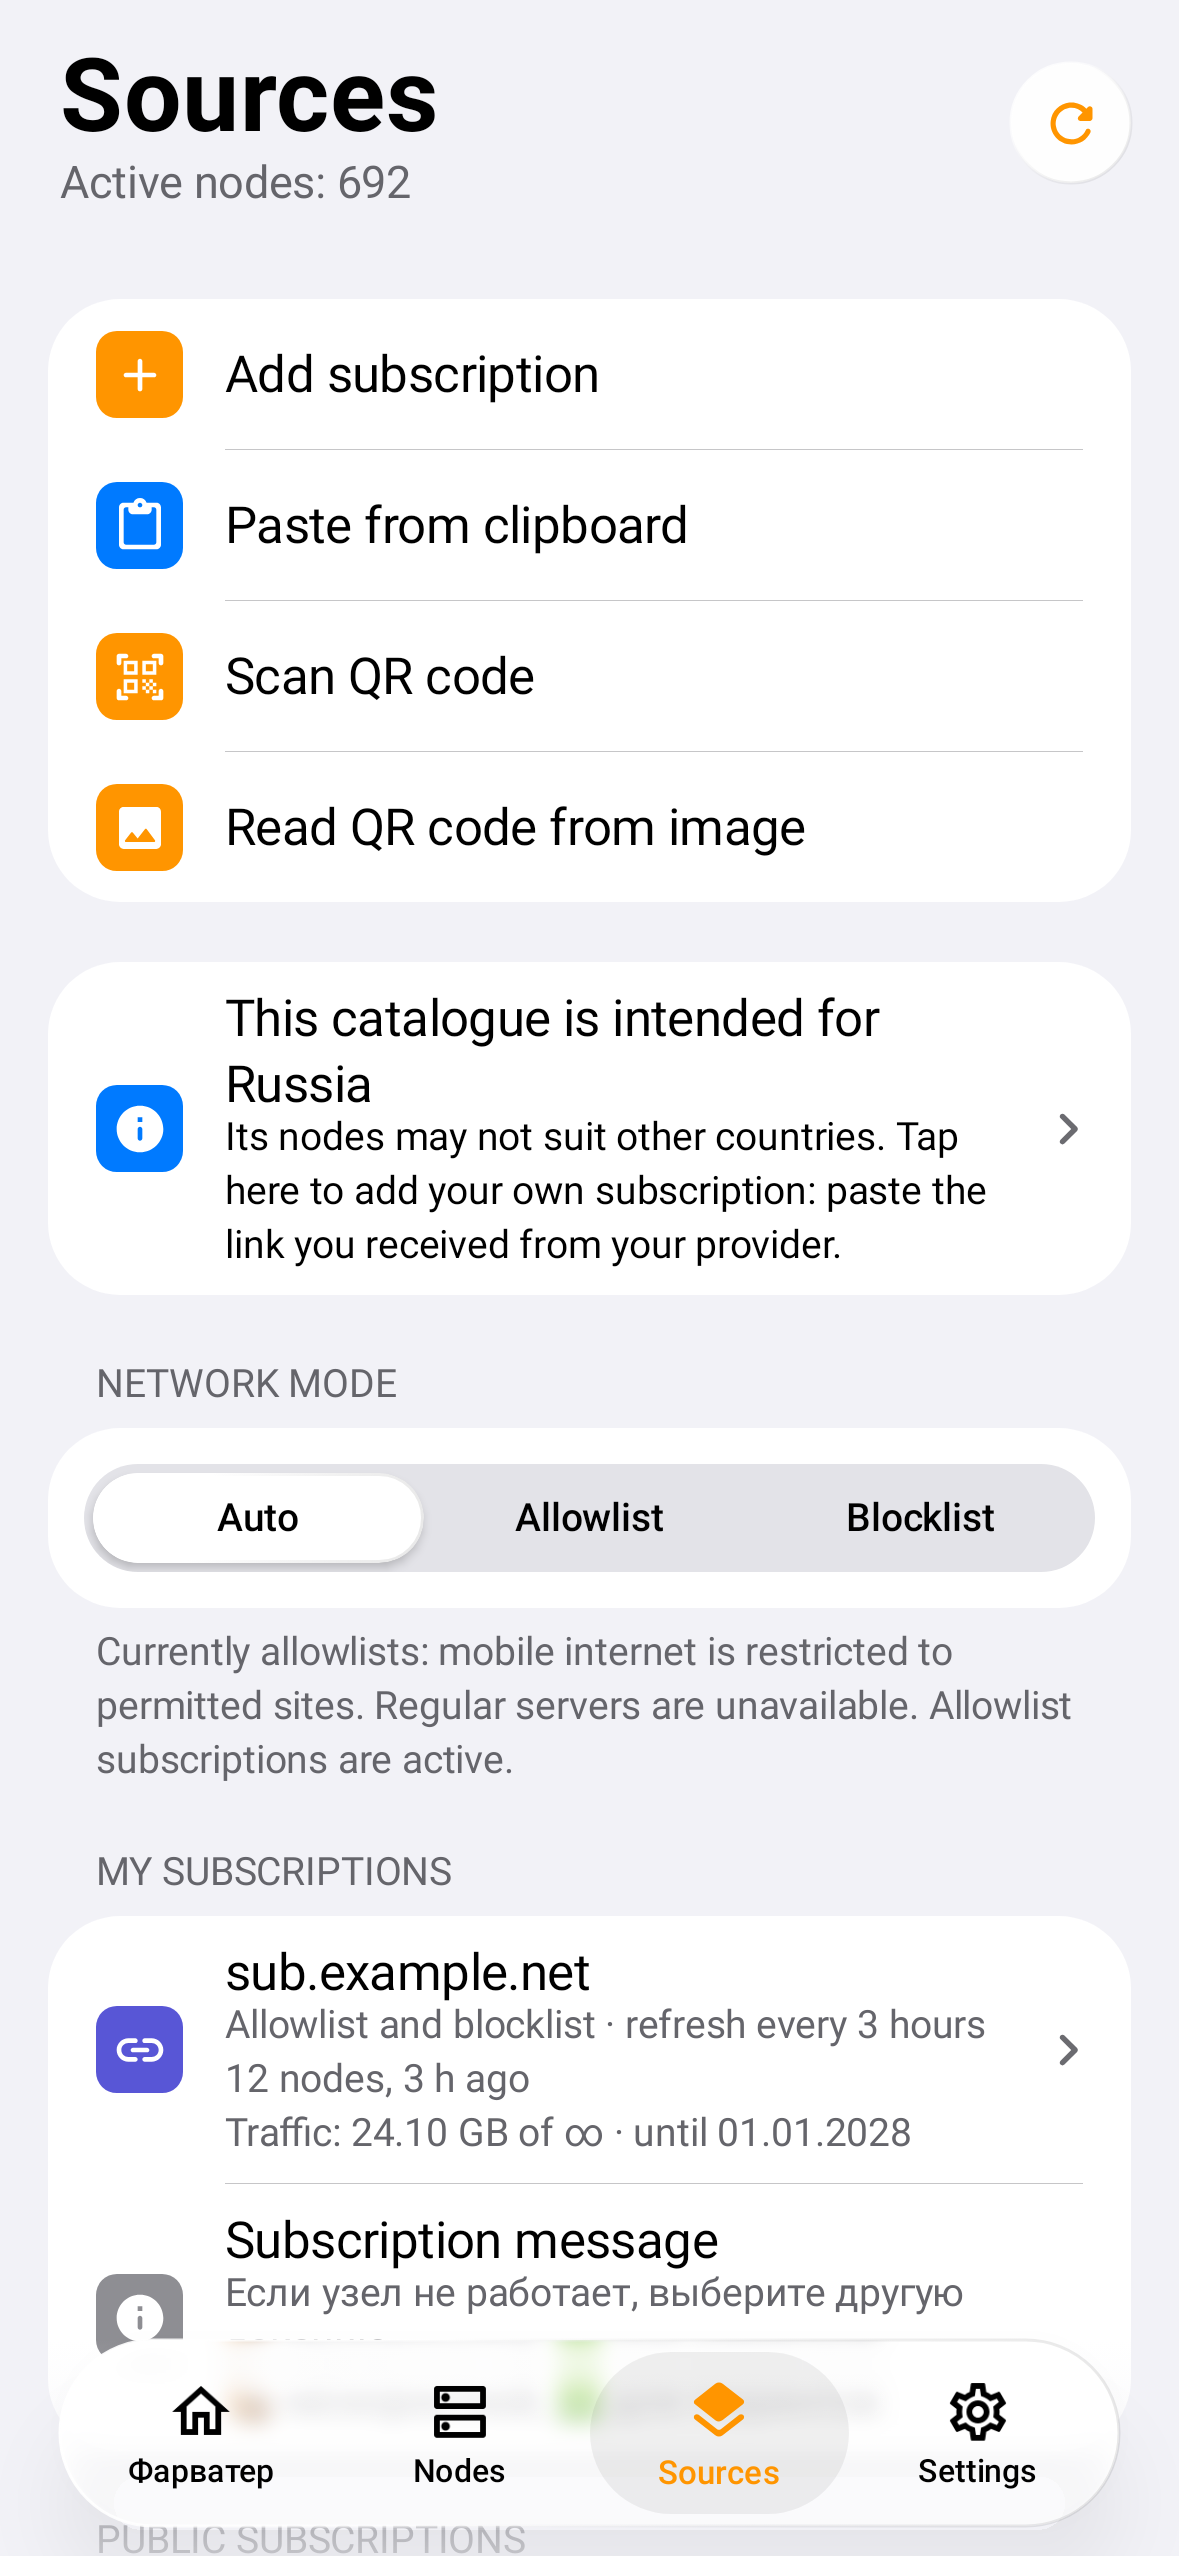 Sources
Active nodes: 692
Add subscription
Paste from clipboard
Scan QR code
Read QR code from image
This catalogue is intended for
Russia
Its nodes may not suit other countries. Tap
here to add your own subscription: paste the
link you received from your provider.
NETWORK MODE
Auto
Allowlist
Blocklist
Currently allowlists: mobile internet is restricted to
permitted sites. Regular servers are unavailable. Allowlist
subscriptions are active.
MY SUBSCRIPTIONS
sub.example.net
Allowlist and blocklist · refresh every 3 hours
12 nodes, 3 h ago
Traffic: 24.10 GB of ∞ · until 01.01.2028
Subscription message
Если узел не работает, выберите другую
Фарватер
Nodes
Sources
Settings
PUBLIC SUBSCRIPTIONS